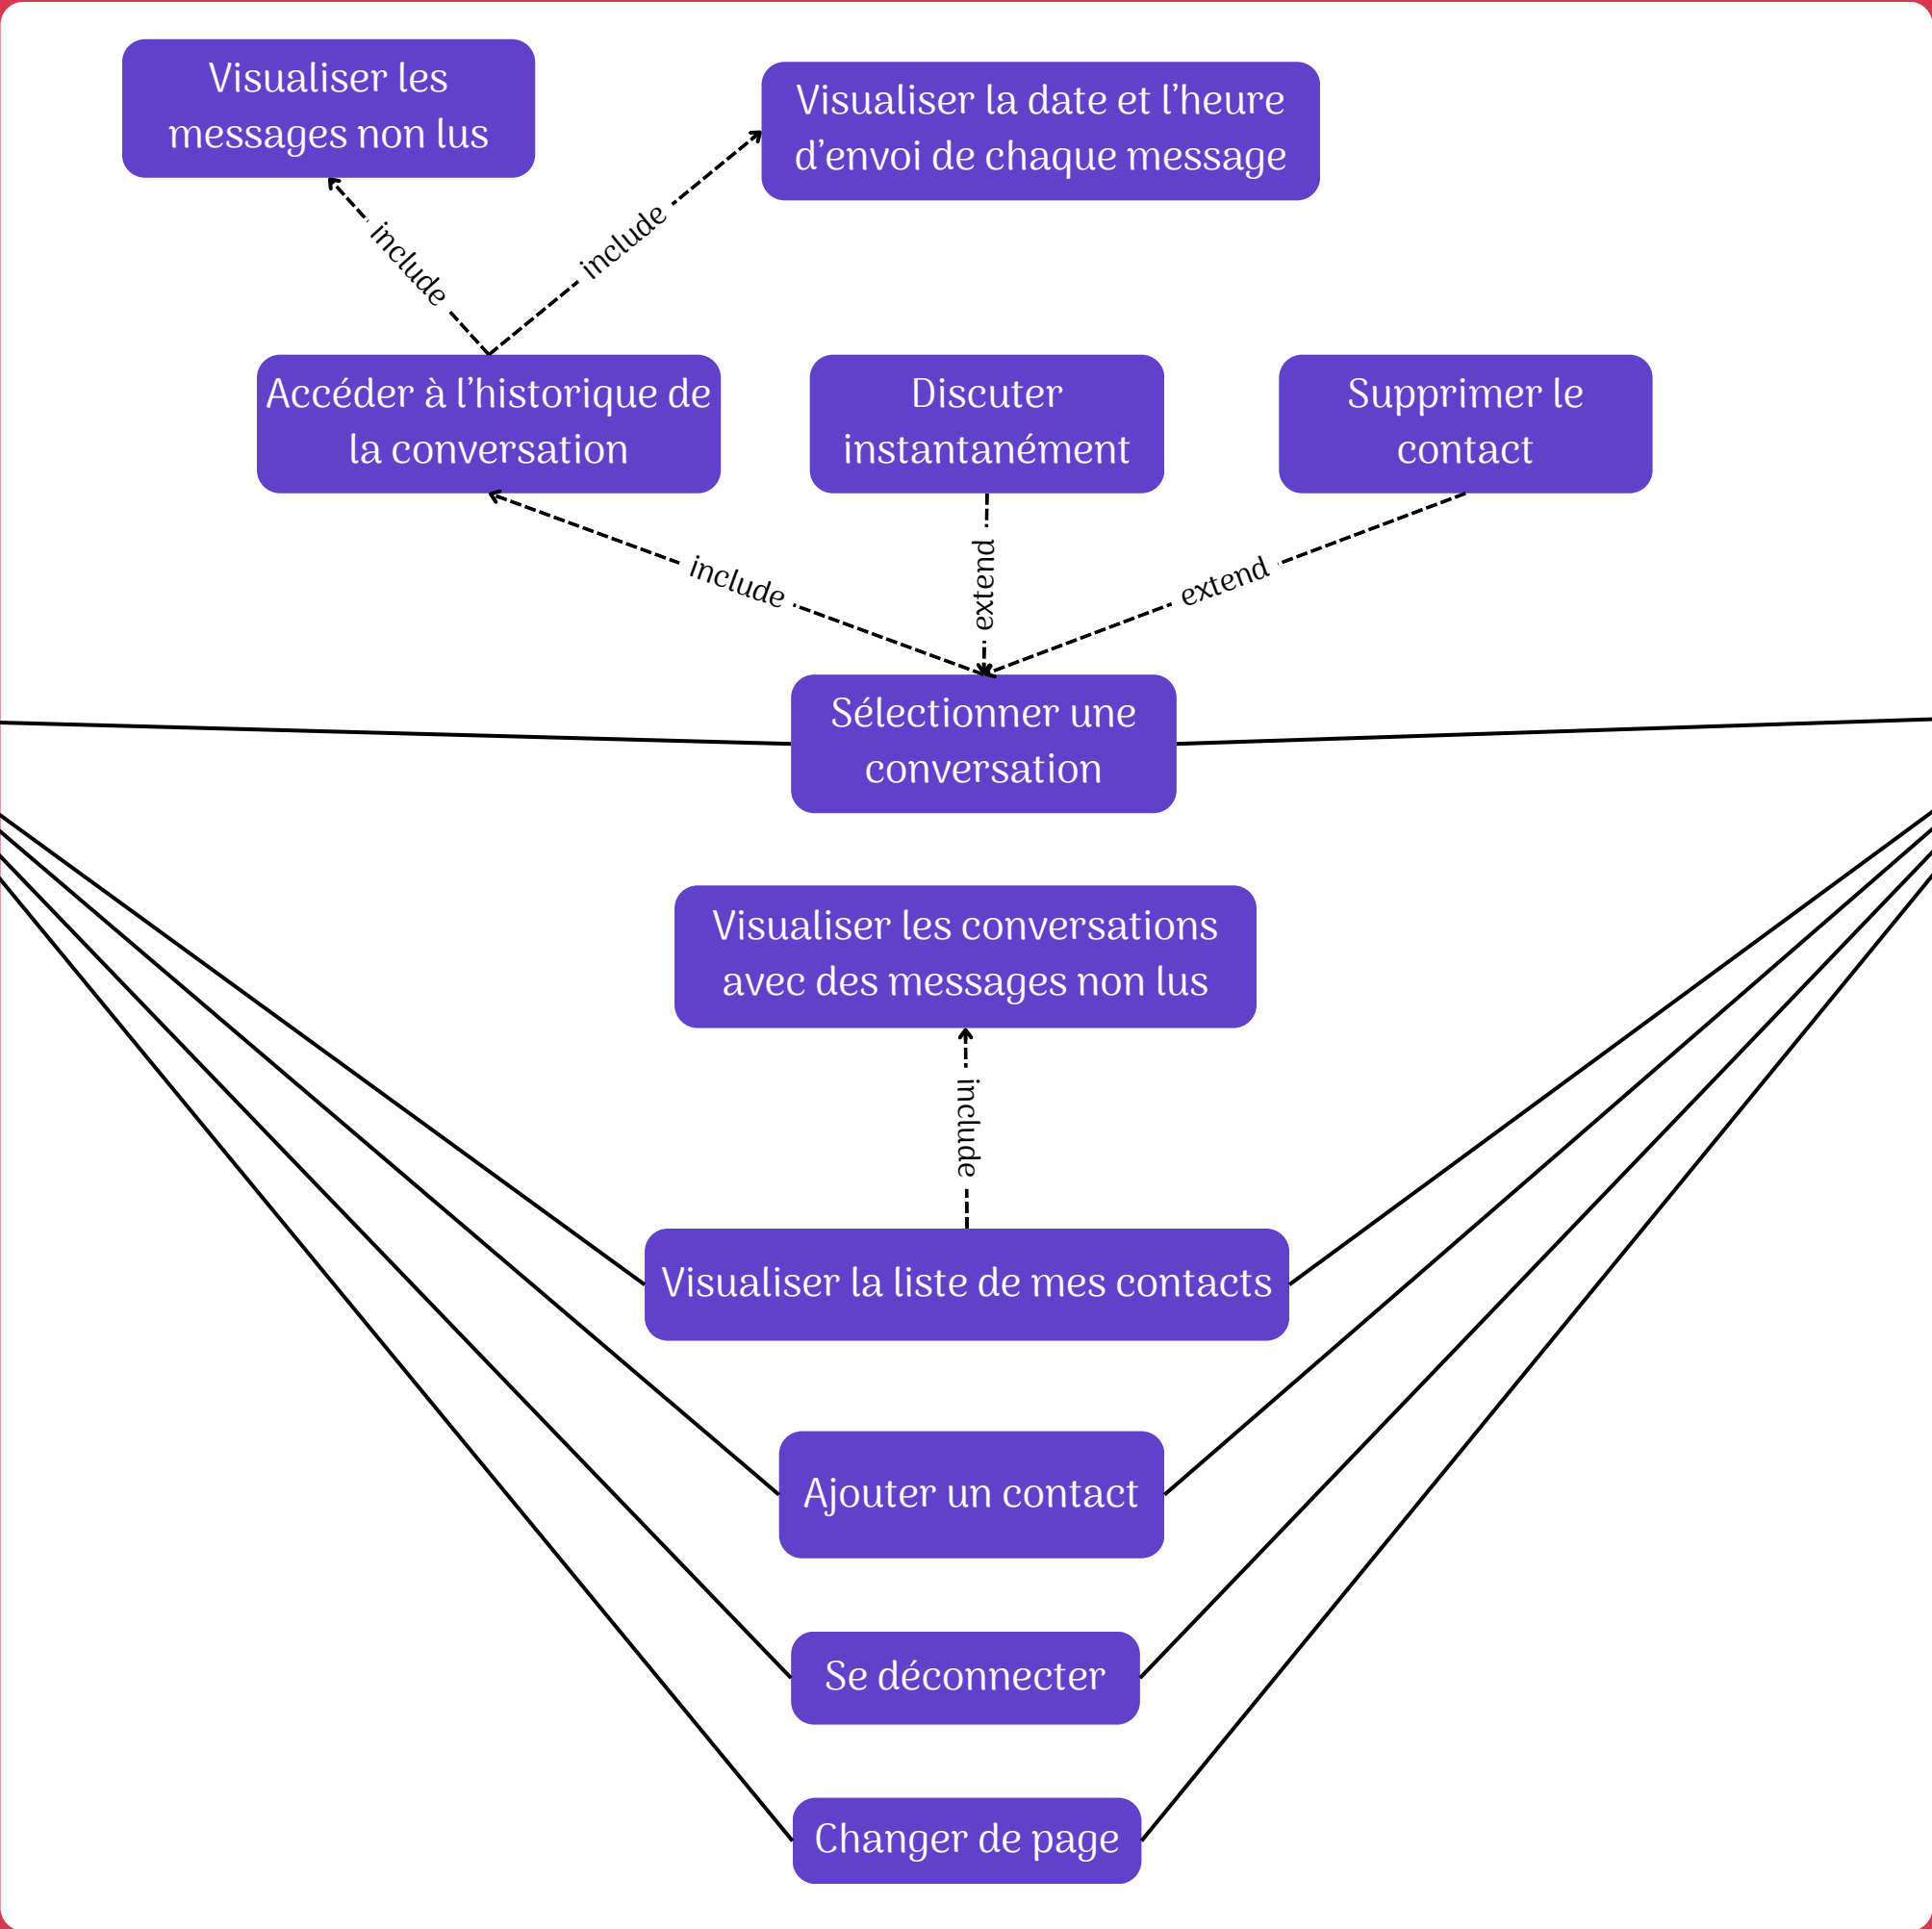 Visualiser les
messages non lus
Visualiser la date et l'heure
d'envoi de chaque message
include
include
Accéder à l'historique de
la conversation
Discuter
instantanément
Supprimer le
contact
include
extend
extend
Sélectionner une
conversation
Visualiser les conversations
avec des messages non lus
include
Visualiser la liste de mes contacts
Ajouter un contact
Se déconnecter
Changer de page